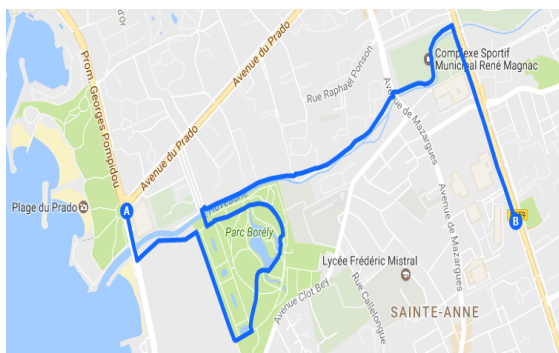 Prom. Georges Pompidou
Avenue du Prado
Rue Raphaël Ponson
Complexe Sportif
Municipal René Magnac
Avenue de Mazargues
Avenue du Prado
Plage du Prado
A
Parc Borély
B
Avenue de Mazargues
Lycée Frédéric Mistral
Avenue Clot Bey
Rue Callelongue
SAINTE-ANNE